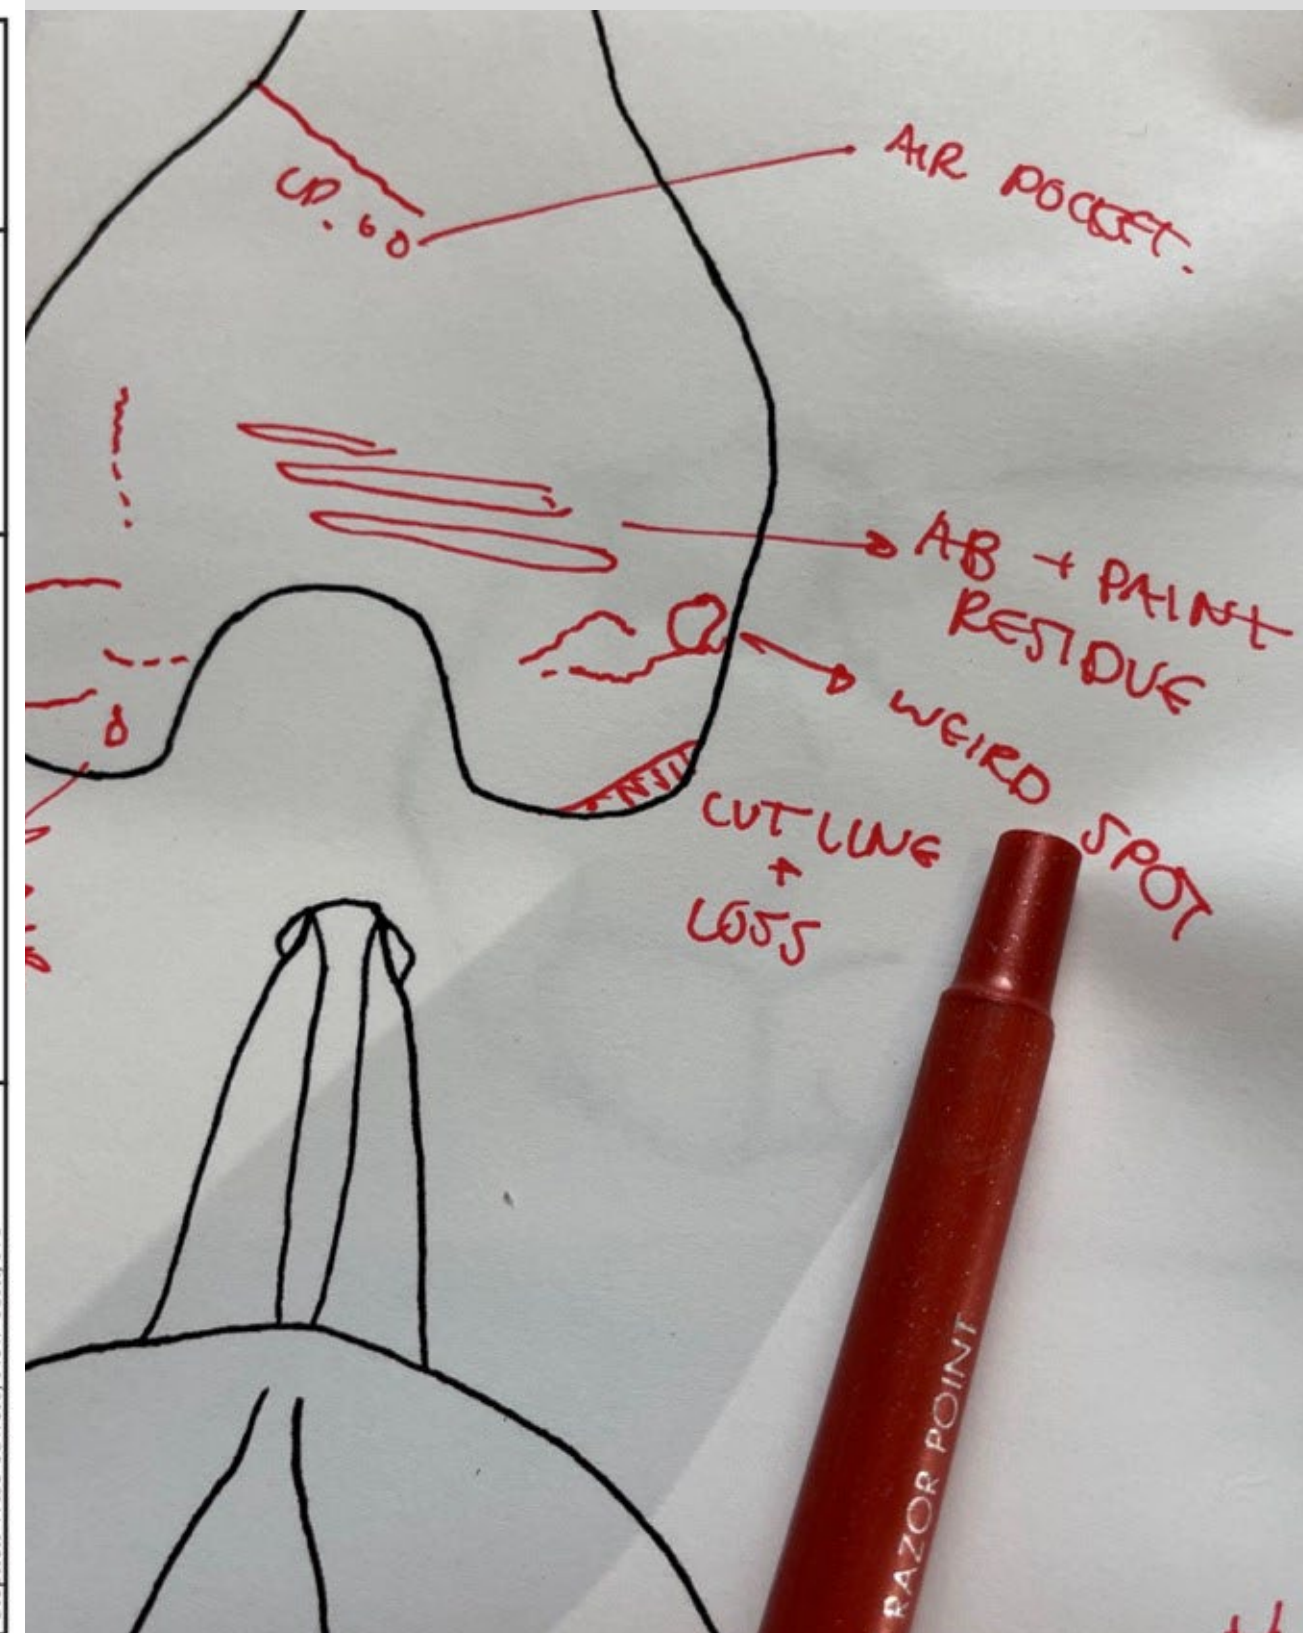 AIR POCKET.
CP. 60
AB + PAINT
RESIDUE
WEIRD SPOT
CUT LINE
+
LOSS
RAZOR POINT